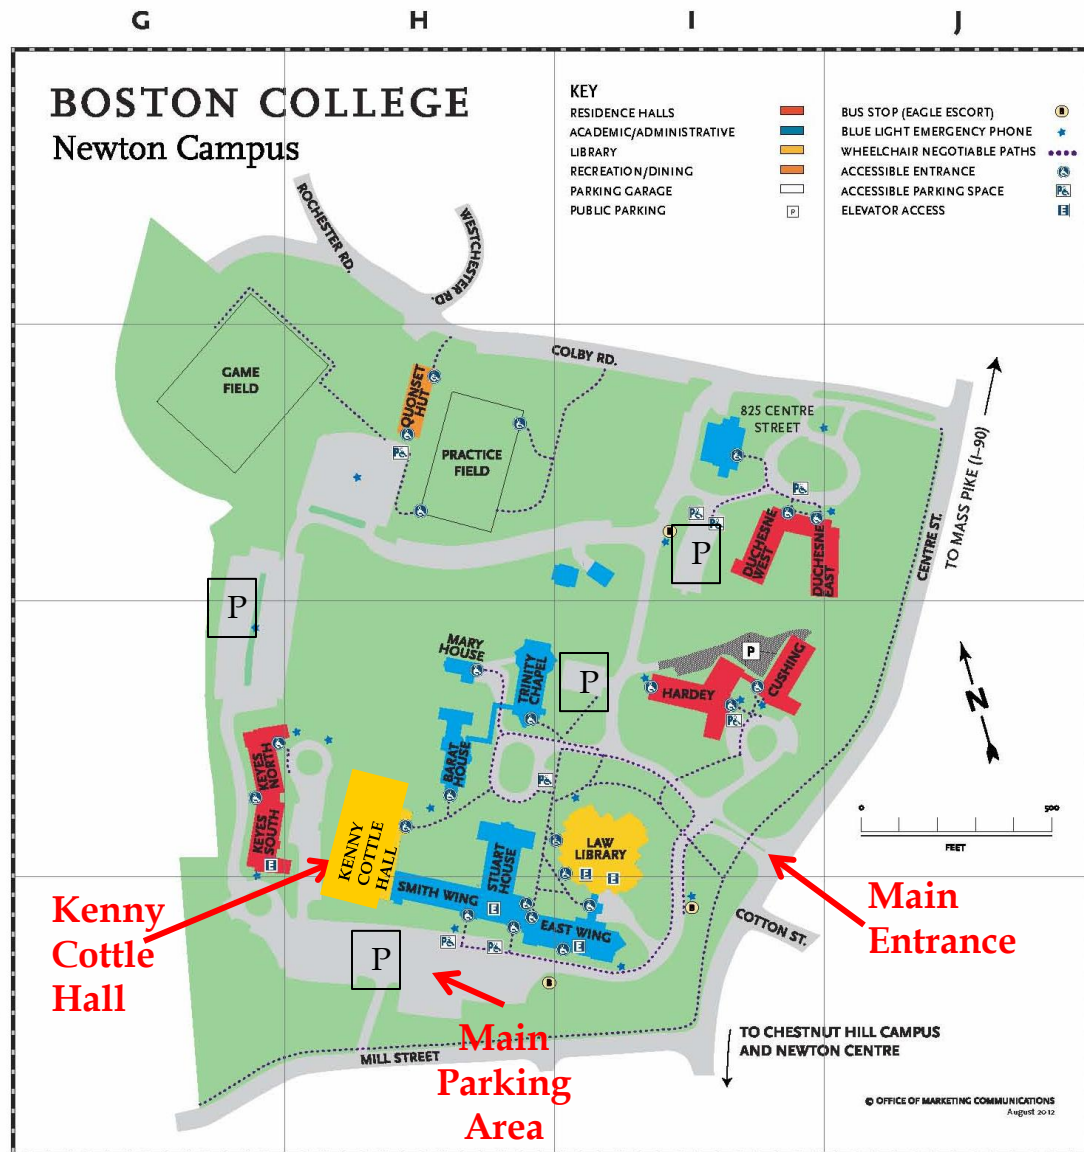 G H I J
BOSTON COLLEGE
Newton Campus
KEY
RESIDENCE HALLS
ACADEMIC/ADMINISTRATIVE
LIBRARY
RECREATION/DINING
PARKING GARAGE
PUBLIC PARKING P
BUS STOP (EAGLE ESCORT) B
BLUE LIGHT EMERGENCY PHONE
WHEELCHAIR NEGOTIABLE PATHS
ACCESSIBLE ENTRANCE
ACCESSIBLE PARKING SPACE P
ELEVATOR ACCESS E
ROCHESTER RD.
WESTCHESTER RD.
COLBY RD.
GAME
FIELD
QUONSET
HUT
P
PRACTICE
FIELD
825 CENTRE
STREET
P
P
P
B
P
DUCHESNE
WEST
DUCHESNE
EAST
CENTRE ST.
TO MASS PIKE (I-90)
P
MARY
HOUSE
TRINITY
CHAPEL
P
P
HARDEY
CUSHING
P
N
BARAT
HOUSE
KEYES
NORTH
KEYES
SOUTH
E
P
KENNY
COTTLE
HALL
STUART
HOUSE
LAW
LIBRARY
E
E
0 500
FEET
SMITH WING
E
EAST WING
E
P
P
B
B
P
Kenny
Cottle
Hall
Main
Entrance
COTTON ST.
Main
Parking
Area
MILL STREET
TO CHESTNUT HILL CAMPUS
AND NEWTON CENTRE
© OFFICE OF MARKETING COMMUNICATIONS
August 2012